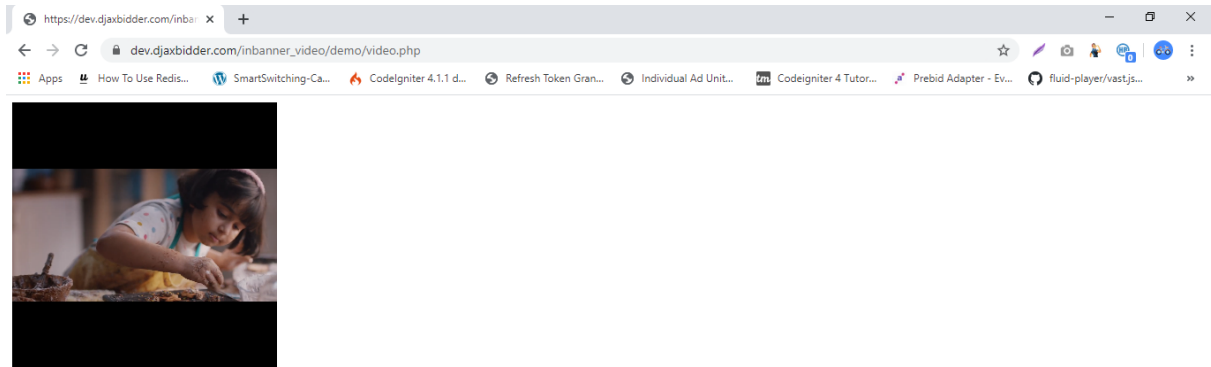 https://dev.djaxbidder.com/inbar
dev.djaxbidder.com/inbanner_video/demo/video.php
Apps How To Use Redis... SmartSwitching-Ca... CodeIgniter 4.1.1 d... Refresh Token Gran... Individual Ad Unit... Codeigniter 4 Tutor... Prebid Adapter - Ev... fluid-player/vast.js... »